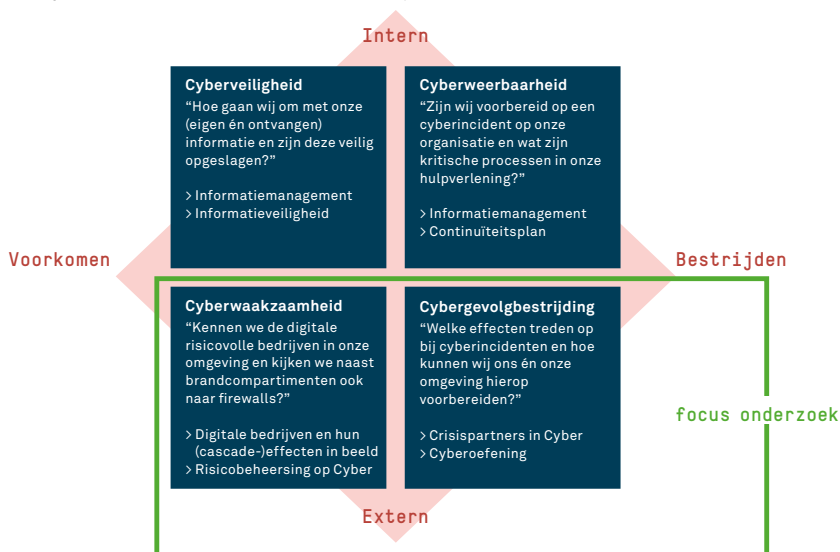 Intern
Cyberveiligheid
“Hoe gaan wij om met onze
(eigen én ontvangen)
informatie en zijn deze veilig
opgeslagen?”
> Informatiemanagement
> Informatieveiligheid
Cyberweerbaarheid
“Zijn wij voorbereid op een
cyberincident op onze
organisatie en wat zijn
kritische processen in onze
hulpverlening?”
> Informatiemanagement
> Continuïteitsplan
Voorkomen
Bestrijden
Cyberwaakzaamheid
“Kennen we de digitale
risicovolle bedrijven in onze
omgeving en kijken we naast
brandcompartimenten ook
naar firewalls?”
> Digitale bedrijven en hun
(cascade-)effecten in beeld
> Risicobeheersing op Cyber
Cybergevolgbestrijding
“Welke effecten treden op
bij cyberincidenten en hoe
kunnen wij ons én onze
omgeving hierop
voorbereiden?”
> Crisispartners in Cyber
> Cyberoefening
focus onderzoek
Extern